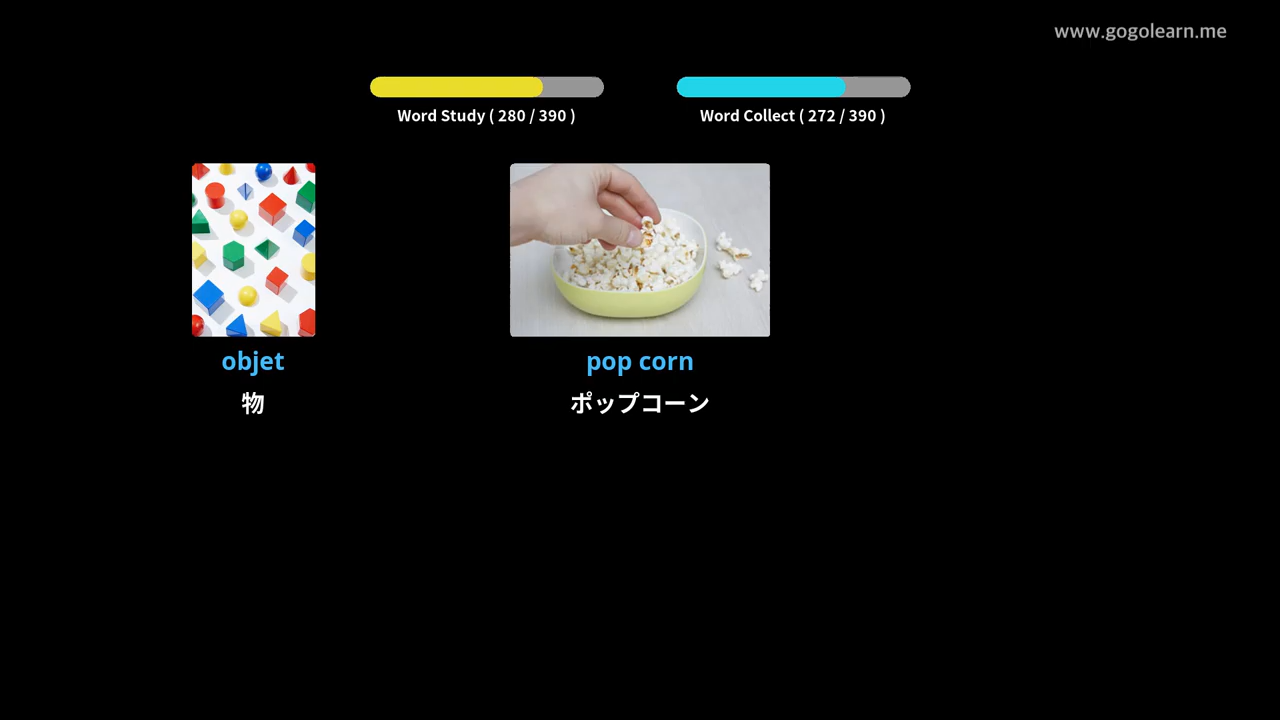 www.gogolearn.me
Word Study ( 280 / 390 )
Word Collect ( 272 / 390 )
objet
物
pop corn
ポップコーン